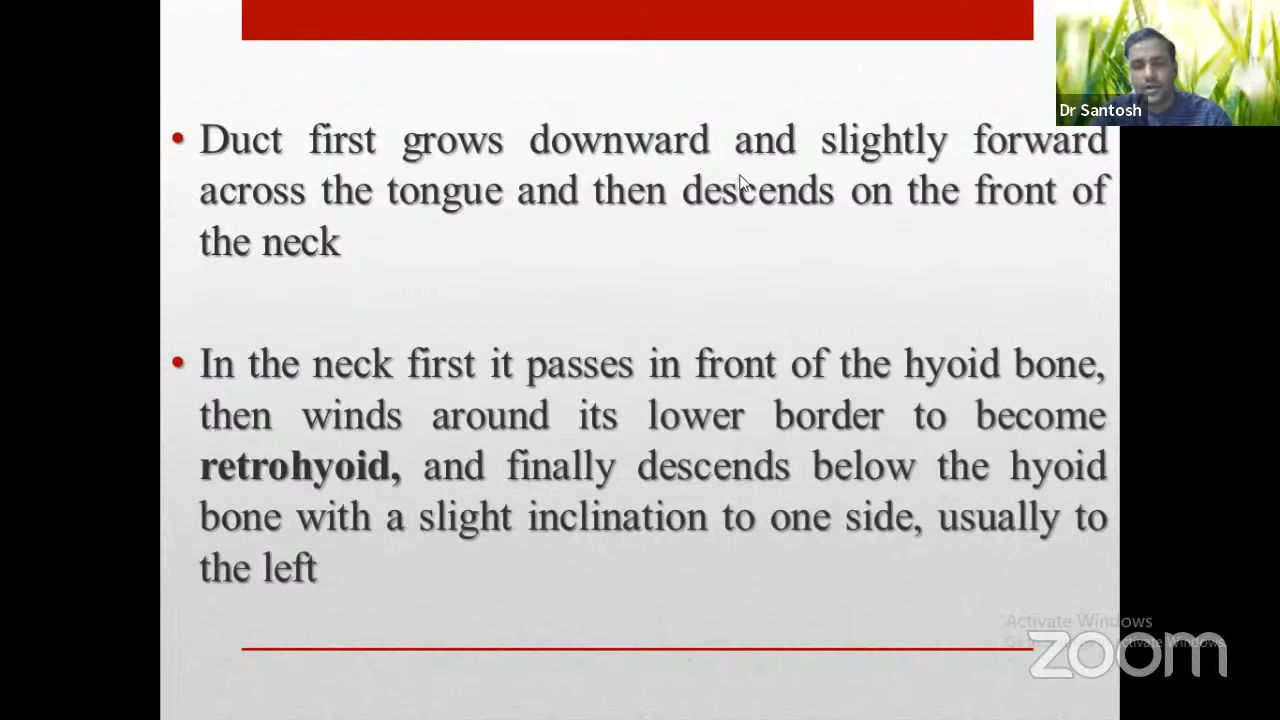 Dr Santosh
• Duct first grows downward and slightly forward
across the tongue and then descends on the front of
the neck
• In the neck first it passes in front of the hyoid bone,
then winds around its lower border to become
retrohyoid, and finally descends below the hyoid
bone with a slight inclination to one side, usually to
the left
Activate Windows
activate Windows.
zoom